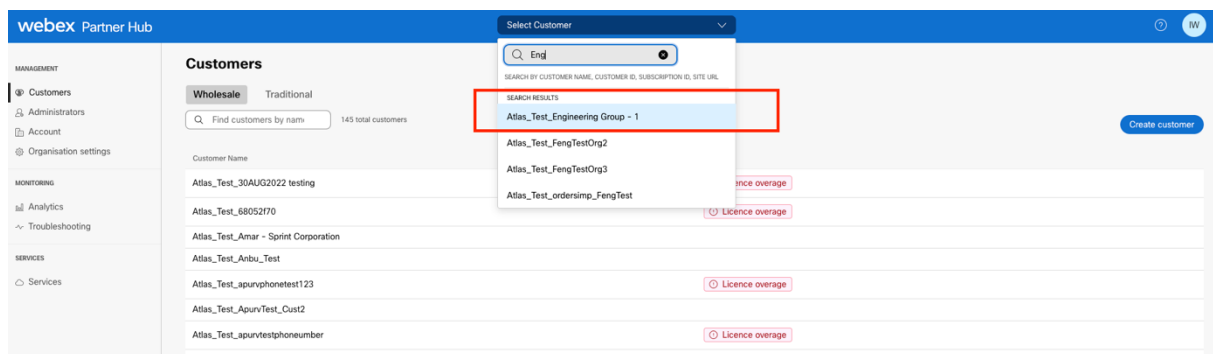 webex Partner Hub
Select Customer
IW
MANAGEMENT
Customers
Administrators
Account
Organisation settings
MONITORING
Analytics
Troubleshooting
SERVICES
Services
Customers
Wholesale Traditional
Find customers by name 145 total customers
Create customer
Eng
SEARCH BY CUSTOMER NAME, CUSTOMER ID, SUBSCRIPTION ID, SITE URL
SEARCH RESULTS
Atlas_Test_Engineering Group - 1
Atlas_Test_FengTestOrg2
Atlas_Test_FengTestOrg3
Atlas_Test_ordersimp_FengTest
Customer Name
Atlas_Test_30AUG2022 testing
Licence overage
Atlas_Test_68052f70 Licence overage
Atlas_Test_Amar - Sprint Corporation
Atlas_Test_Anbu_Test
Atlas_Test_apurvphonetest123 Licence overage
Atlas_Test_ApurvTest_Cust2
Atlas_Test_apurvtestphoneumber Licence overage